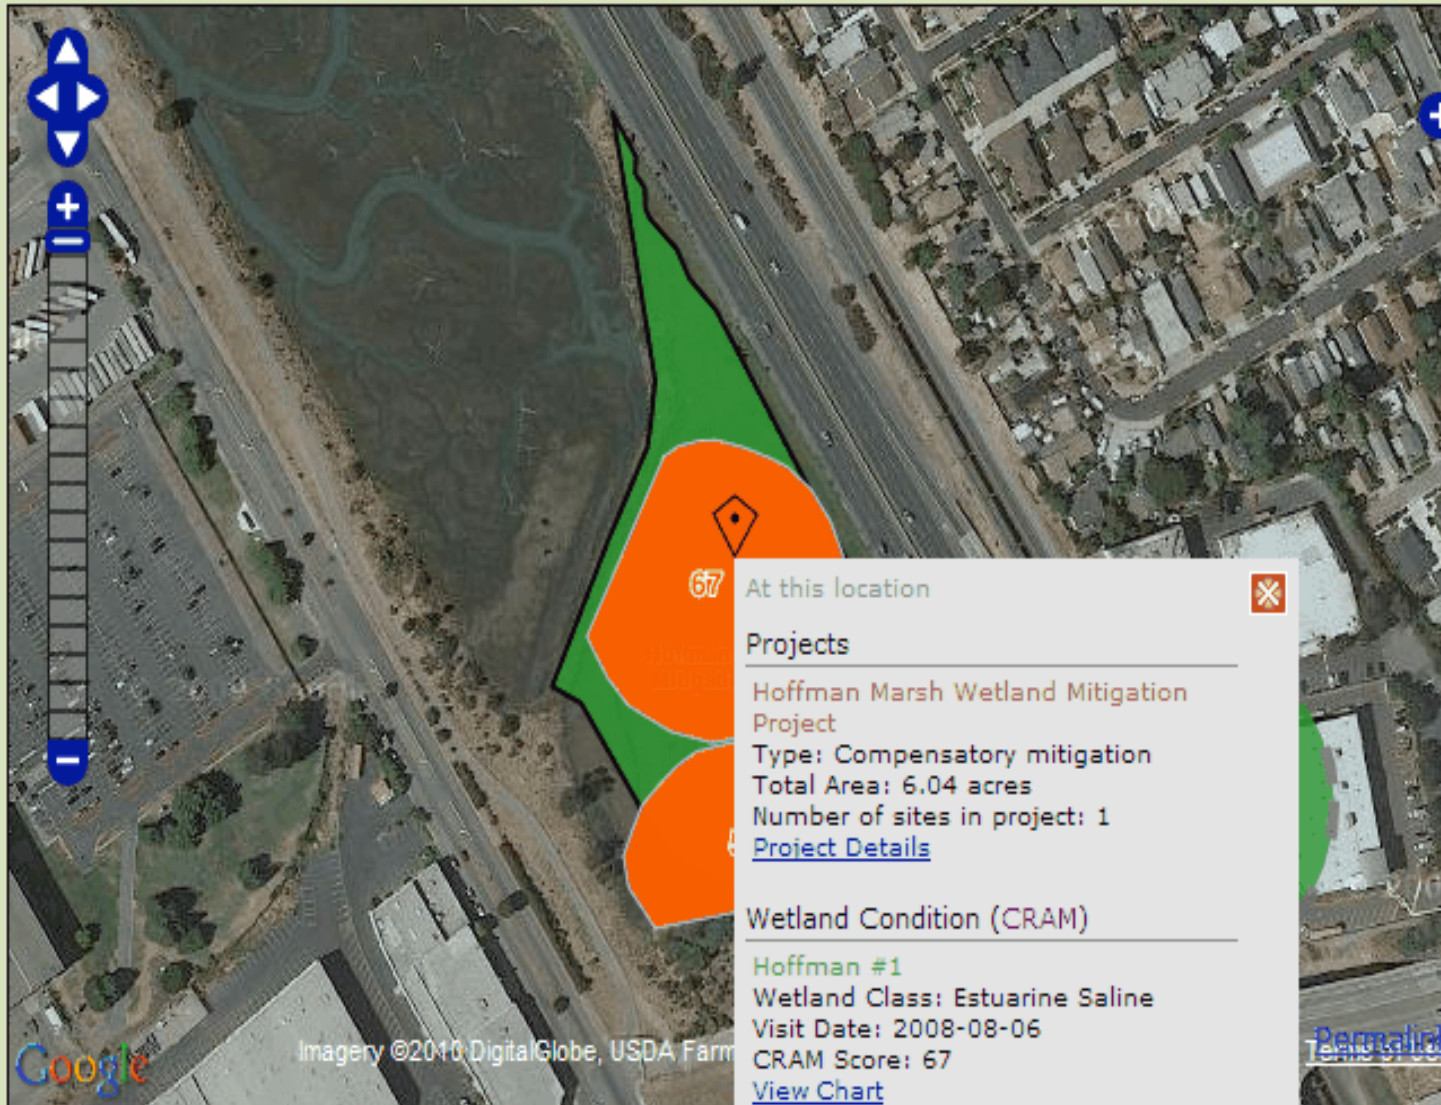 67
At this location
Projects
Hoffman Marsh Wetland Mitigation
Project
Type: Compensatory mitigation
Total Area: 6.04 acres
Number of sites in project: 1
Project Details
Wetland Condition (CRAM)
Hoffman #1
Wetland Class: Estuarine Saline
Visit Date: 2008-08-06
CRAM Score: 67
View Chart
Google
Imagery ©2010 DigitalGlobe, USDA Farm
Permalink